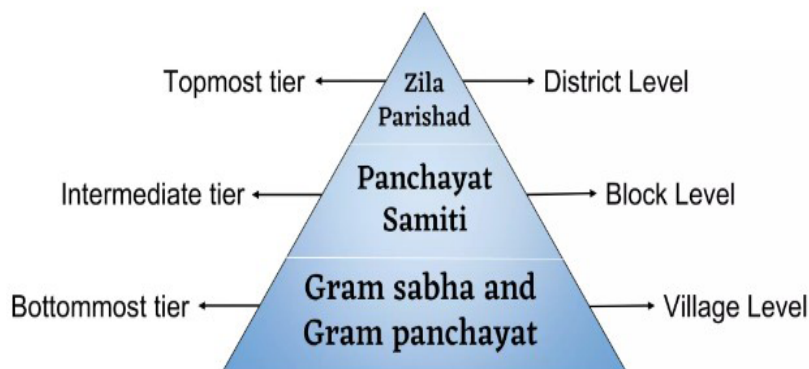 Topmost tier
Zila
Parishad
District Level
Intermediate tier
Panchayat
Samiti
Block Level
Bottommost tier
Gram sabha and
Gram panchayat
Village Level